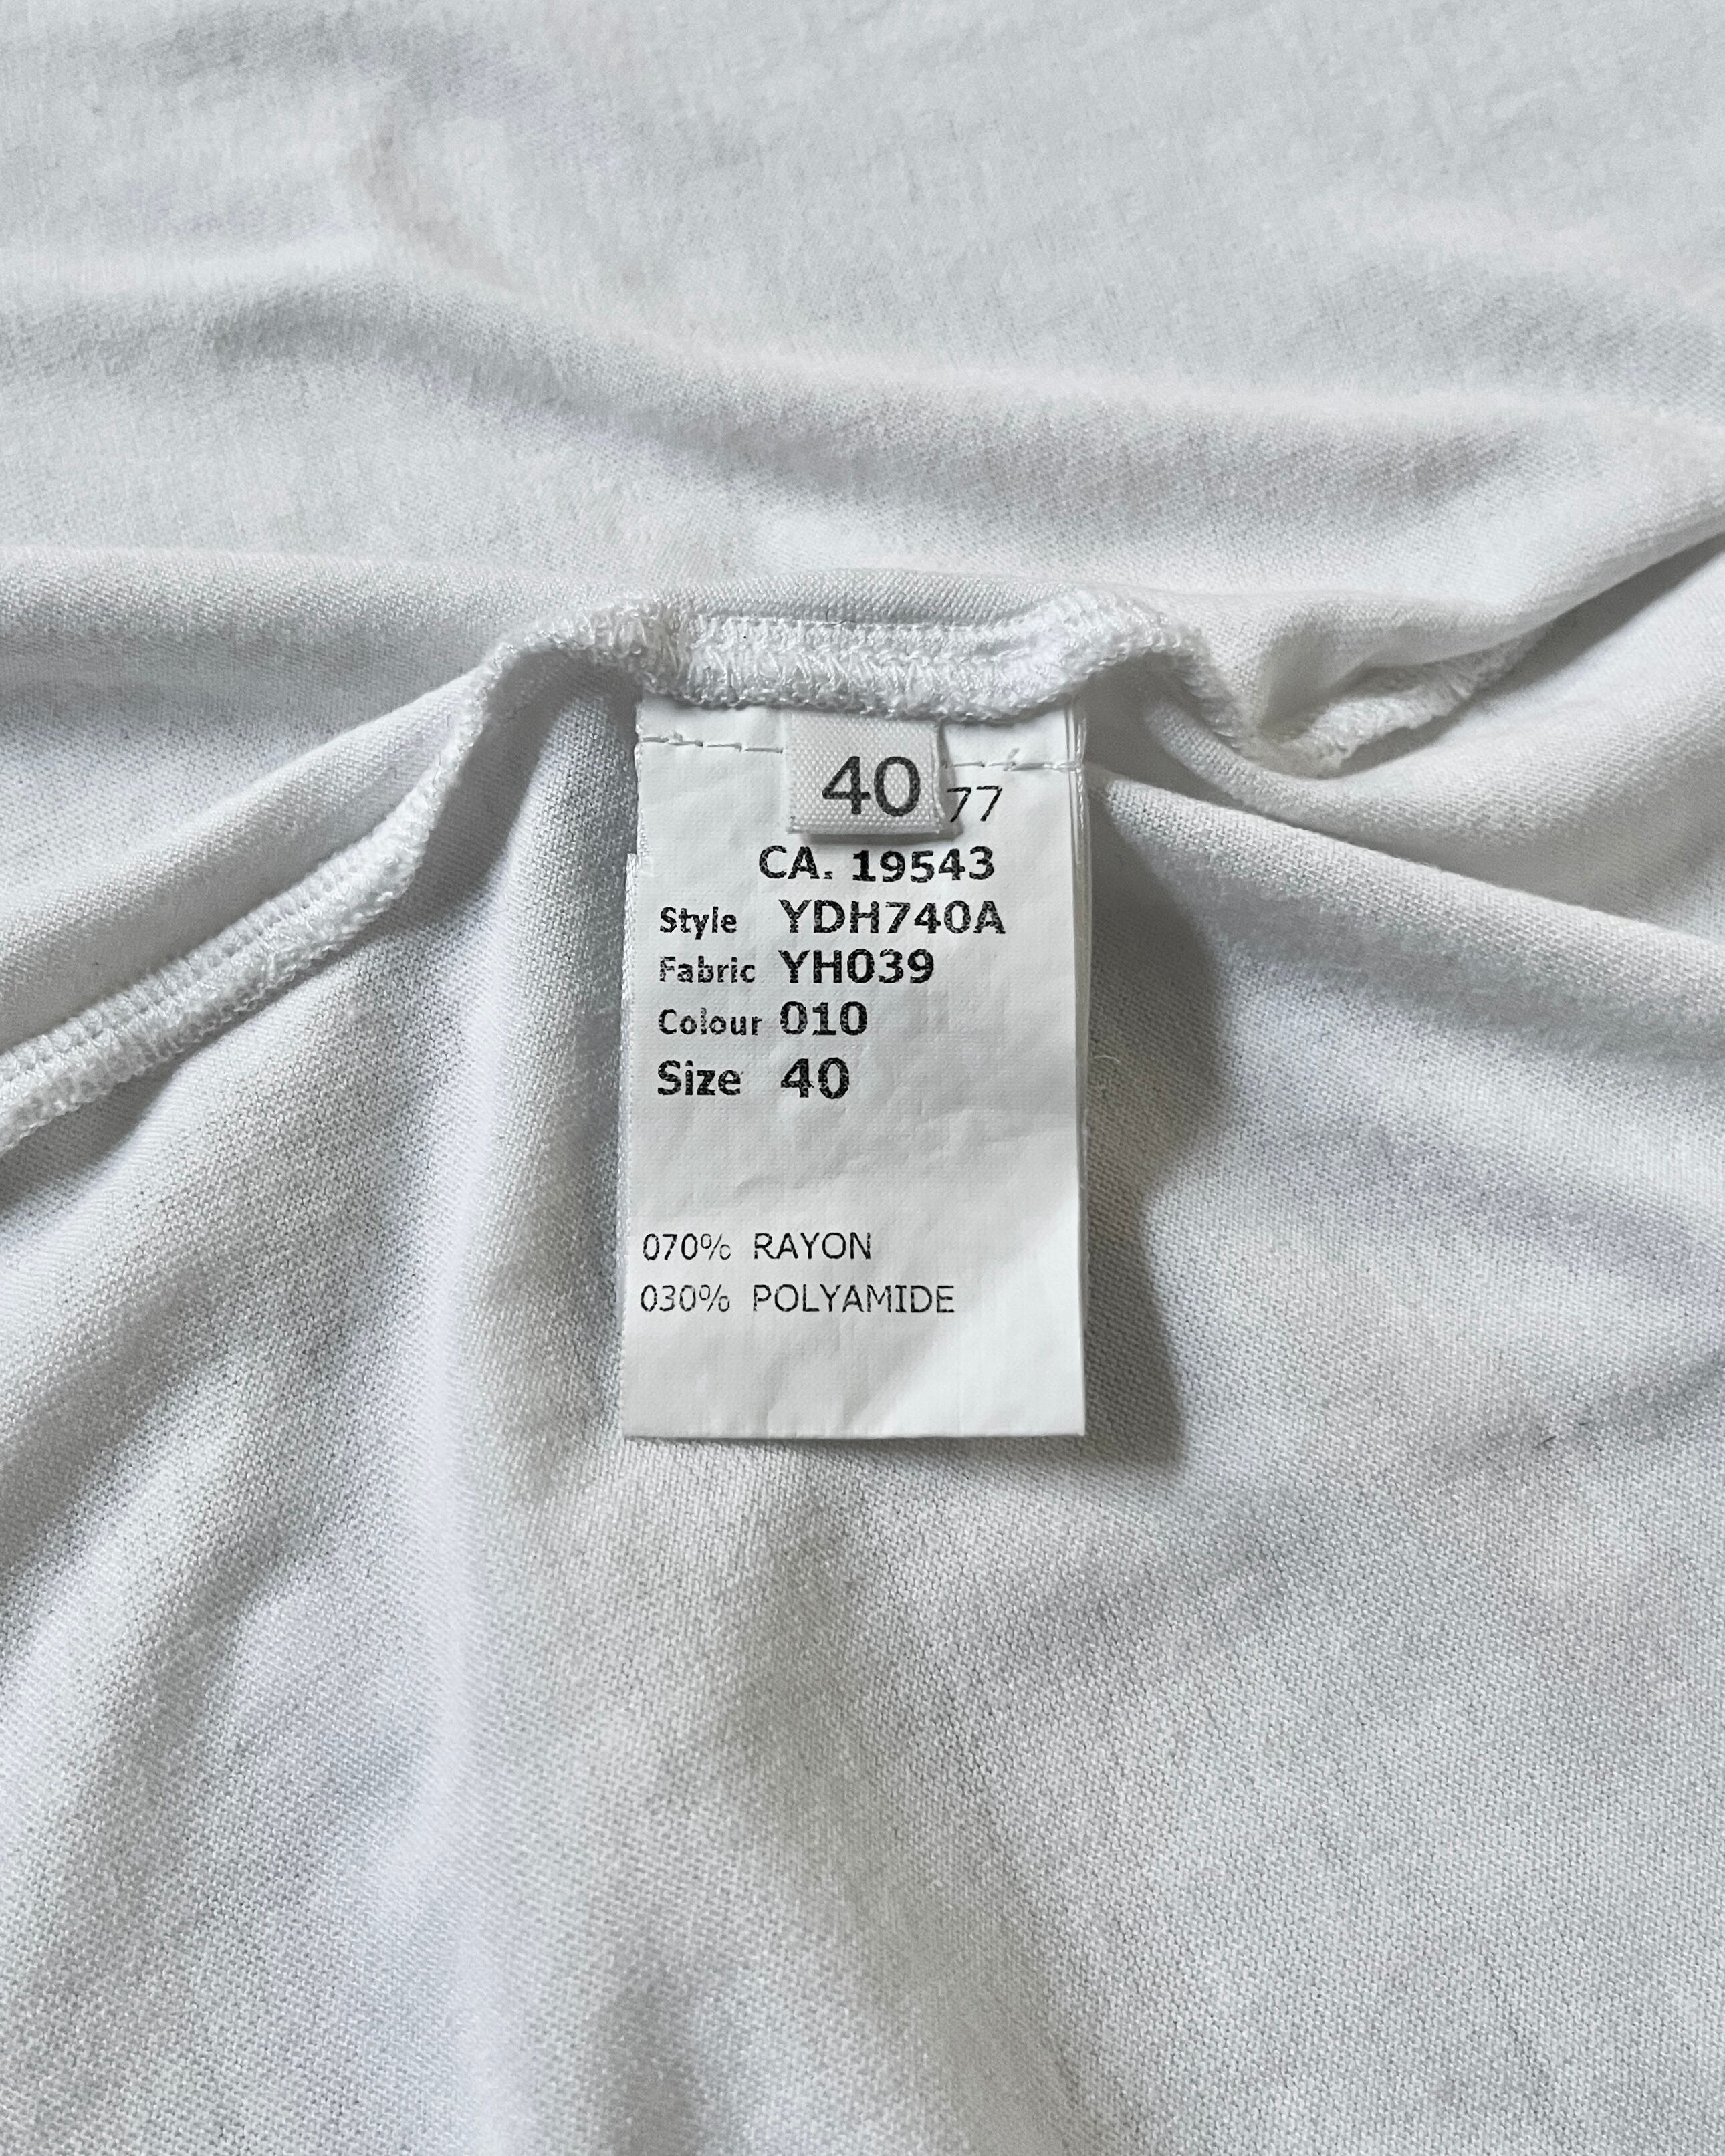 40
77
CA. 19543
Style YDH740A
Fabric YH039
Colour 010
Size 40
070% RAYON
030% POLYAMIDE